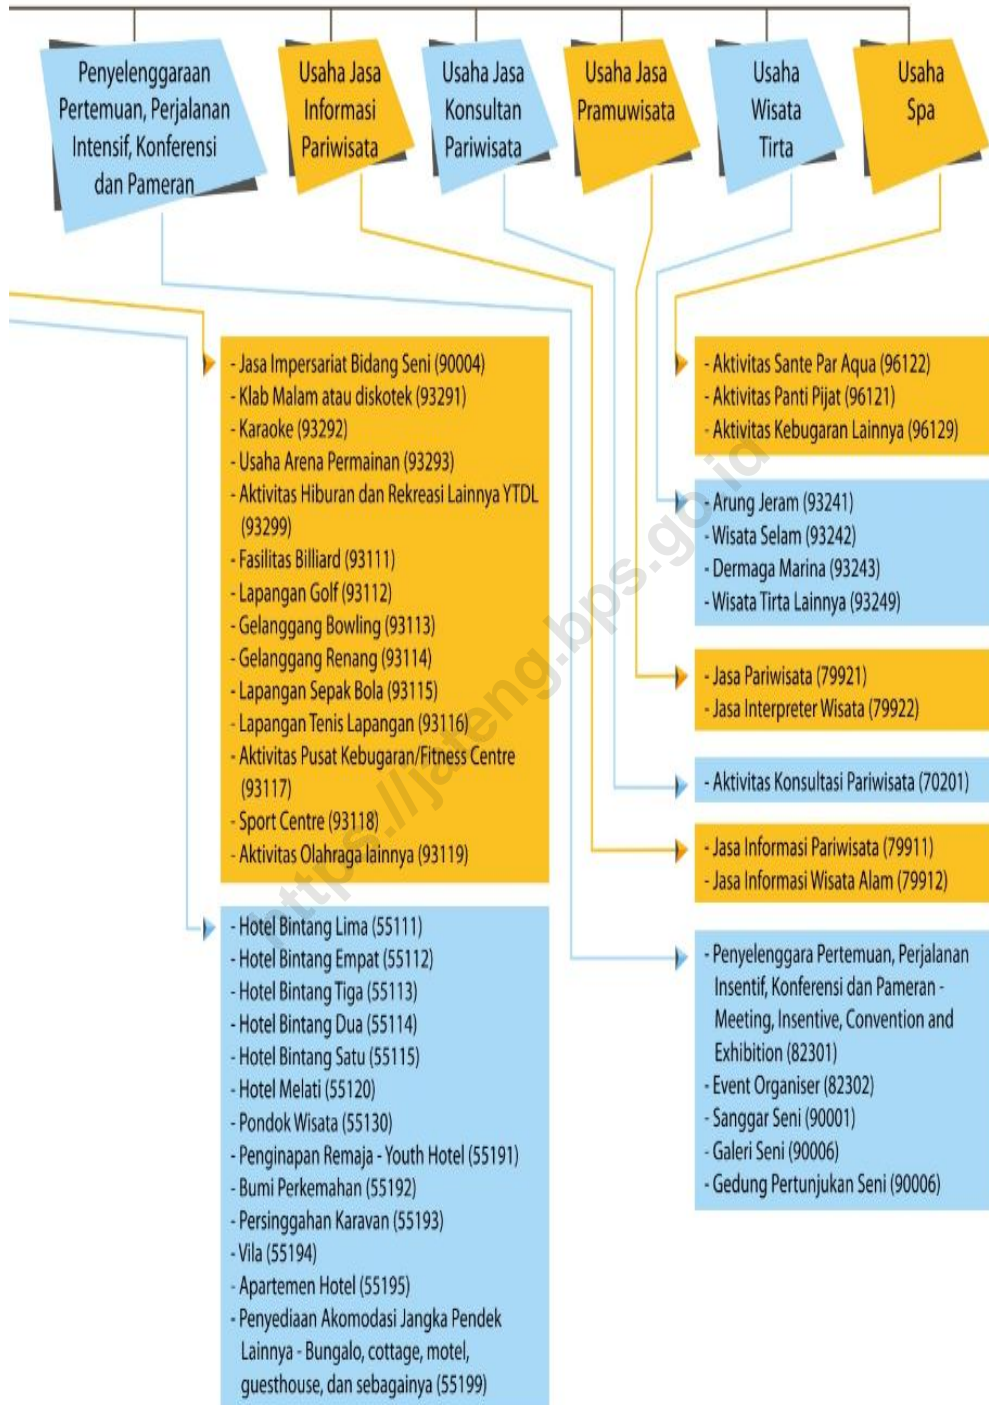 Penyelenggaraan
Pertemuan, Perjalanan
Intensif, Konferensi
dan Pameran
Usaha Jasa
Informasi
Pariwisata
Usaha Jasa
Konsultan
Pariwisata
Usaha Jasa
Pramuwisata
Usaha
Wisata
Tirta
Usaha
Spa
- Jasa Impersariat Bidang Seni (90004)
- Klab Malam atau diskotek (93291)
- Karaoke (93292)
- Usaha Arena Permainan (93293)
- Aktivitas Hiburan dan Rekreasi Lainnya YTDL
(93299)
- Fasilitas Billiard (93111)
- Lapangan Golf (93112)
- Gelanggang Bowling (93113)
- Gelanggang Renang (93114)
- Lapangan Sepak Bola (93115)
- Lapangan Tenis Lapangan (93116)
- Aktivitas Pusat Kebugaran/Fitness Centre
(93117)
- Sport Centre (93118)
- Aktivitas Olahraga lainnya (93119)
- Hotel Bintang Lima (55111)
- Hotel Bintang Empat (55112)
- Hotel Bintang Tiga (55113)
- Hotel Bintang Dua (55114)
- Hotel Bintang Satu (55115)
- Hotel Melati (55120)
- Pondok Wisata (55130)
- Penginapan Remaja - Youth Hotel (55191)
- Bumi Perkemahan (55192)
- Persinggahan Karavan (55193)
- Vila (55194)
- Apartemen Hotel (55195)
- Penyediaan Akomodasi Jangka Pendek
Lainnya - Bungalo, cottage, motel,
guesthouse, dan sebagainya (55199)
- Aktivitas Sante Par Aqua (96122)
- Aktivitas Panti Pijat (96121)
- Aktivitas Kebugaran Lainnya (96129)
- Arung Jeram (93241)
- Wisata Selam (93242)
- Dermaga Marina (93243)
- Wisata Tirta Lainnya (93249)
- Jasa Pariwisata (79921)
- Jasa Interpreter Wisata (79922)
- Aktivitas Konsultasi Pariwisata (70201)
- Jasa Informasi Pariwisata (79911)
- Jasa Informasi Wisata Alam (79912)
- Penyelenggara Pertemuan, Perjalanan
Insentif, Konferensi dan Pameran -
Meeting, Insentive, Convention and
Exhibition (82301)
- Event Organiser (82302)
- Sanggar Seni (90001)
- Galeri Seni (90006)
- Gedung Pertunjukan Seni (90006)
https://jateng.bps.go.id